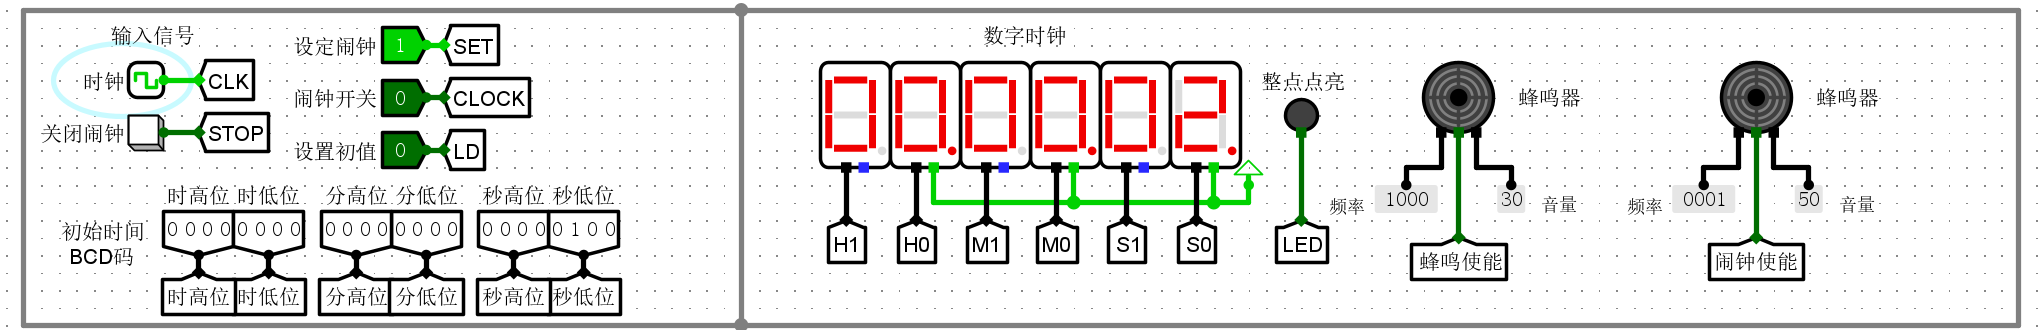 输入信号
时钟 CLK
关闭闹钟 STOP
设定闹钟 1 SET
闹钟开关 0 CLOCK
设置初值 0 LD
时高位 时低位 分高位 分低位 秒高位 秒低位
初始时间 0 0 0 0 0 0 0 0 0 0 0 0 0 0 0 0 0 0 0 0 0 1 0 0
BCD码
时高位 时低位 分高位 分低位 秒高位 秒低位
数字时钟
0 0. 0 0. 0 2.
H1 H0 M1 M0 S1 S0
整点点亮
LED
蜂鸣器
频率 1000 30 音量
蜂鸣使能
蜂鸣器
频率 0001 50 音量
闹钟使能